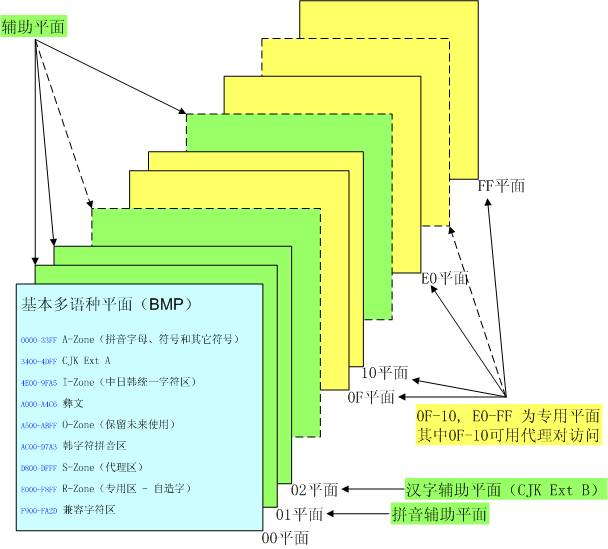 辅助平面
FF平面
E0平面
10平面
0F平面
0F-10, E0-FF 为专用平面
其中0F-10可用代理对访问
基本多语种平面（BMP）
0000-33FF A-Zone（拼音字母、符号和其它符号）
3400-4DFF CJK Ext A
4E00-9FA5 I-Zone（中日韩统一字符区）
A000-A4C6 彝文
A500-ABFF O-Zone（保留未来使用）
AC00-D7A3 韩字符拼音区
D800-DFFF S-Zone（代理区）
E000-F8FF R-Zone（专用区 - 自造字）
F900-FA2D 兼容字符区
02平面
汉字辅助平面（CJK Ext B）
01平面
拼音辅助平面
00平面